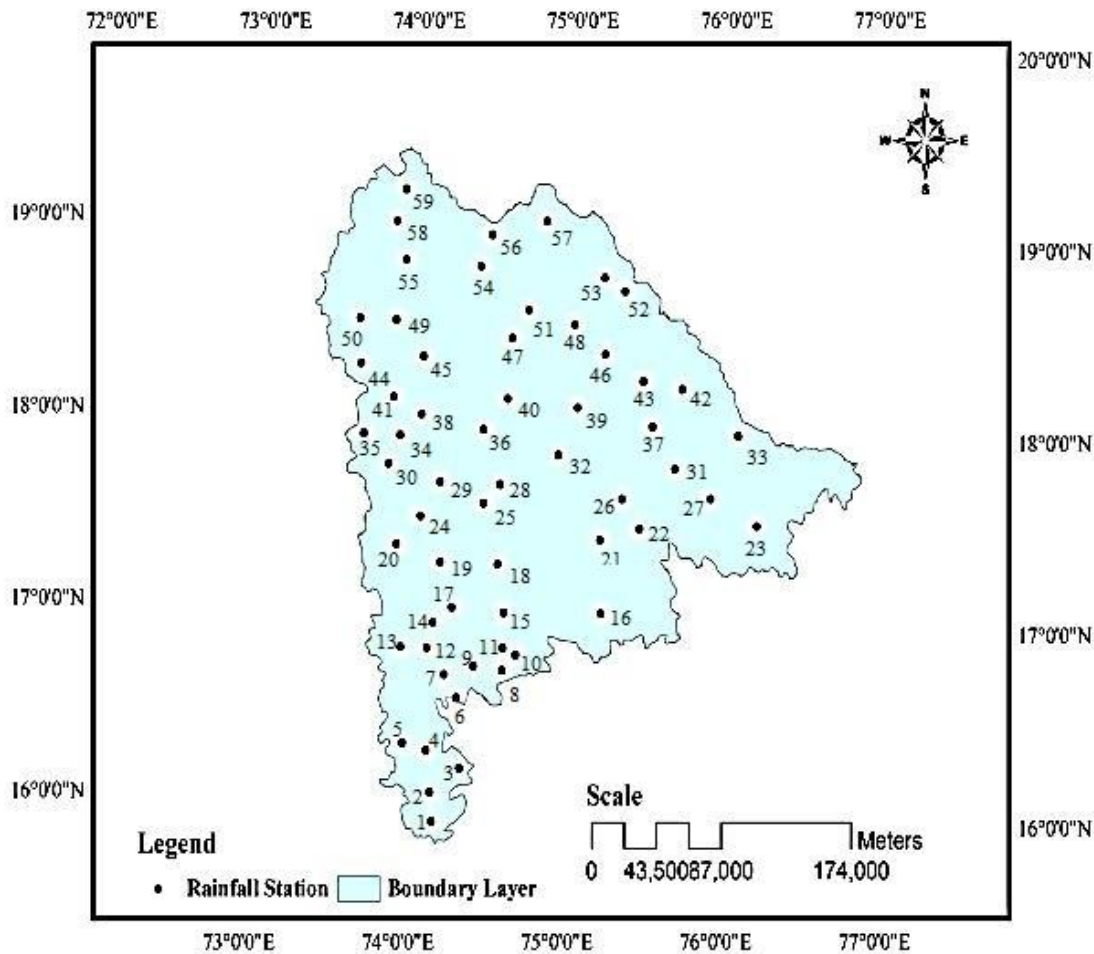 72°0'0"E 73°0'0"E 74°0'0"E 75°0'0"E 76°0'0"E 77°0'0"E
20°0'0"N
N
W E
S
59
19°0'0"N
58 56 57
19°0'0"N
55 54
53 52
50 49 51 48
47
44 45 46
18°0'0"N
41 40 43 42
38 39
18°0'0"N
35 34 36 37 33
32
30 31
29 28
26 27
25
24 22 23
20 21
19 18
17°0'0"N
17
14 15 16
17°0'0"N
13 12 11
9 10
7
8
6
5 4
3
16°0'0"N
2
Scale
1
16°0'0"N
Legend
Meters
0 43,50087,000 174,000
Rainfall Station Boundary Layer
73°0'0"E 74°0'0"E 75°0'0"E 76°0'0"E 77°0'0"E